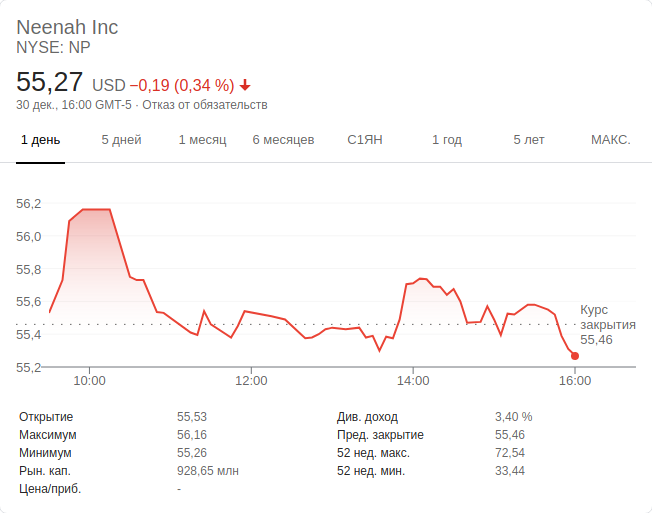 Neenah Inc
NYSE: NP
55,27 USD −0,19 (0,34 %)
30 дек., 16:00 GMT-5 · Отказ от обязательств
1 день 5 дней 1 месяц 6 месяцев С1ЯН 1 год 5 лет МАКС.
56,2
56,0
55,8
55,6
55,4
55,2
Курс
закрытия
55,46
10:00 12:00 14:00 16:00
Открытие 55,53 Див. доход 3,40 %
Максимум 56,16 Пред. закрытие 55,46
Минимум 55,26 52 нед. макс. 72,54
Рын. кап. 928,65 млн 52 нед. мин. 33,44
Цена/приб. -